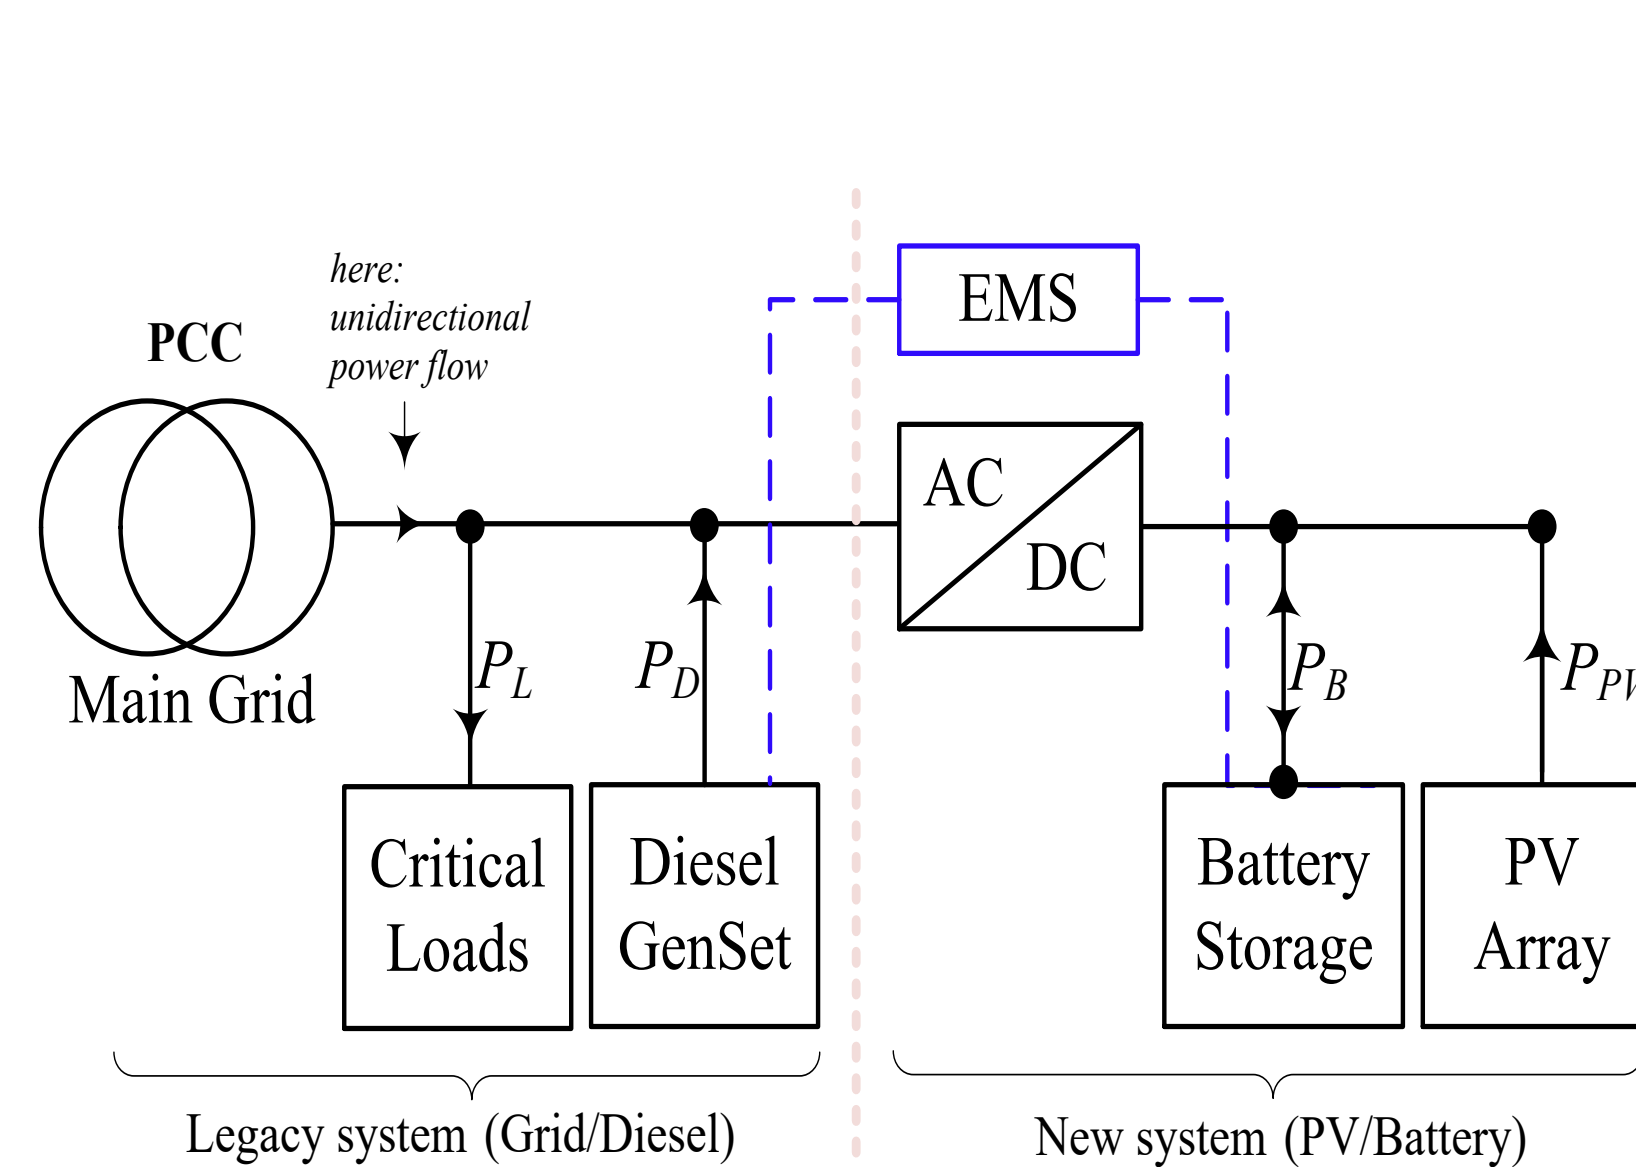 here:
unidirectional
power flow
PCC
EMS
AC
DC
Main Grid
P_L
P_D
P_B
P_PV
Critical
Loads
Diesel
GenSet
Battery
Storage
PV
Array
Legacy system (Grid/Diesel)
New system (PV/Battery)